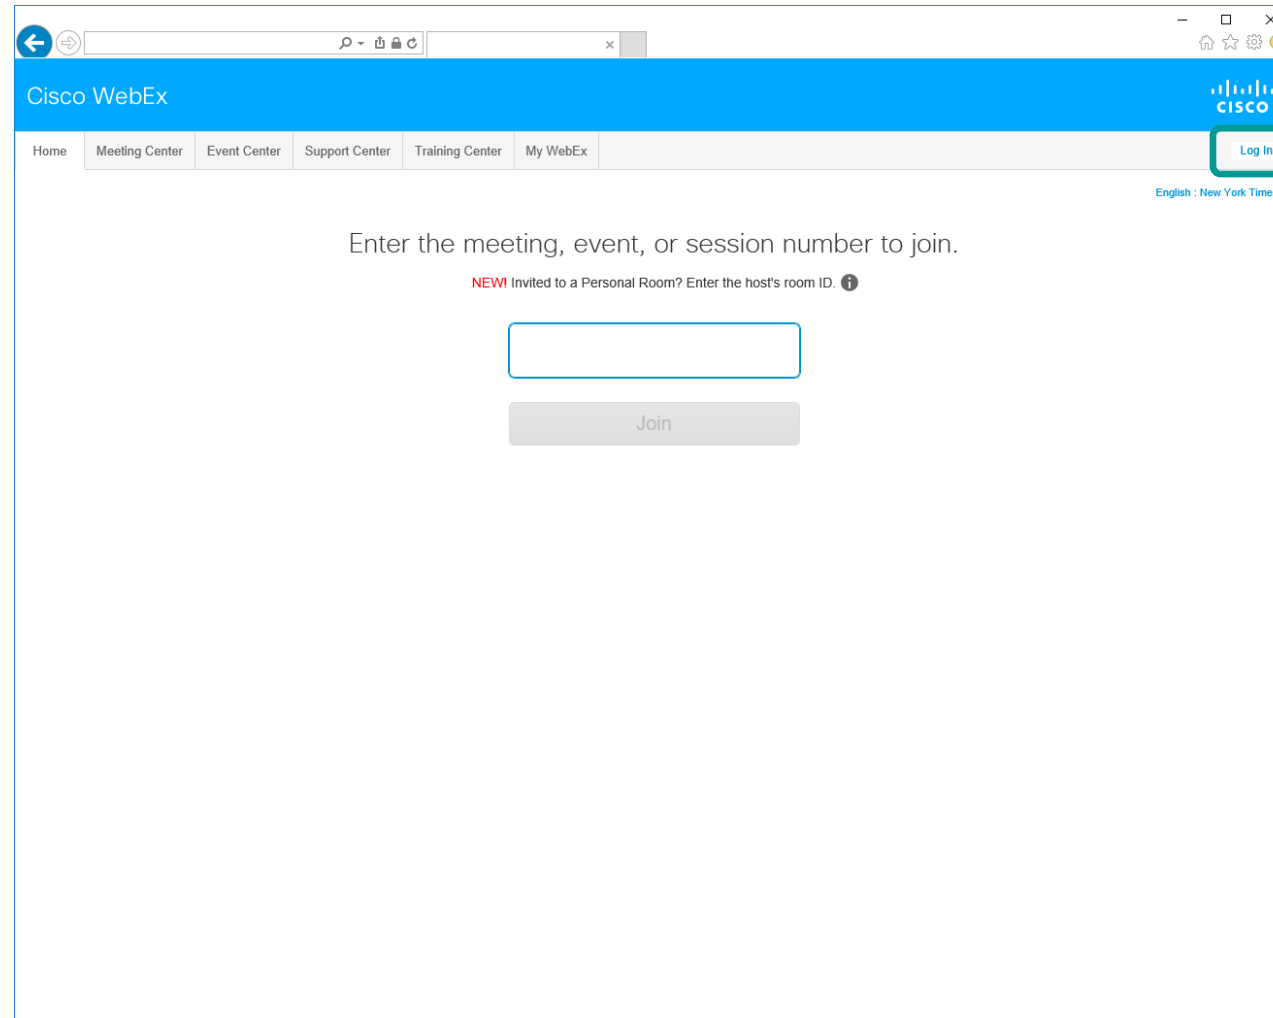 Cisco WebEx
CISCO
Home Meeting Center Event Center Support Center Training Center My WebEx Log In
English : New York Time
Enter the meeting, event, or session number to join.
NEW! Invited to a Personal Room? Enter the host's room ID.
Join